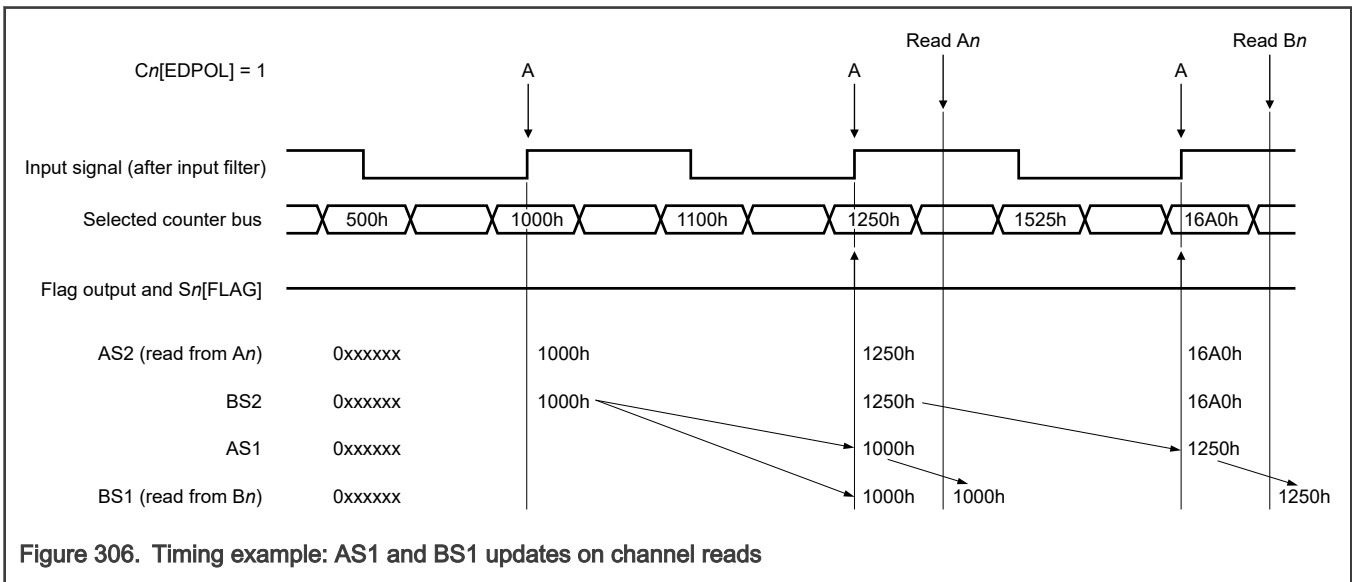 Read An Read Bn
Cn[EDPOL] = 1 A A A
Input signal (after input filter)
Selected counter bus 500h 1000h 1100h 1250h 1525h 16A0h
Flag output and Sn[FLAG]
AS2 (read from An) 0xxxxxx 1000h 1250h 16A0h
BS2 0xxxxxx 1000h 1250h 16A0h
AS1 0xxxxxx 1000h 1250h
BS1 (read from Bn) 0xxxxxx 1000h 1000h 1250h
Figure 306. Timing example: AS1 and BS1 updates on channel reads